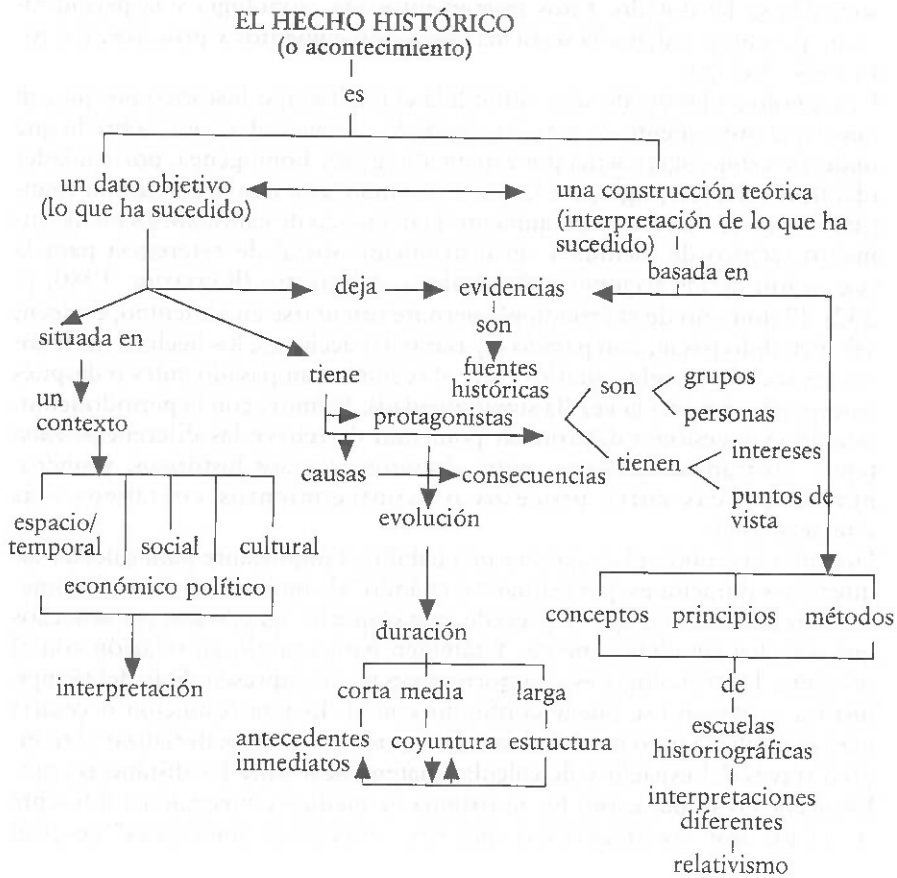 EL HECHO HISTÓRICO
(o acontecimiento)
es
un dato objetivo
(lo que ha sucedido)
una construcción teórica
(interpretación de lo que ha
sucedido)
basada en
deja
evidencias
situada en
son
tiene
fuentes
históricas
un
contexto
protagonistas
son
grupos
personas
tienen
intereses
puntos de
vista
causas
consecuencias
evolución
espacio/
temporal
social
cultural
económico político
conceptos principios métodos
duración
interpretación
corta media larga
de
antecedentes
inmediatos
coyuntura estructura
escuelas
historiográficas
interpretaciones
diferentes
relativismo